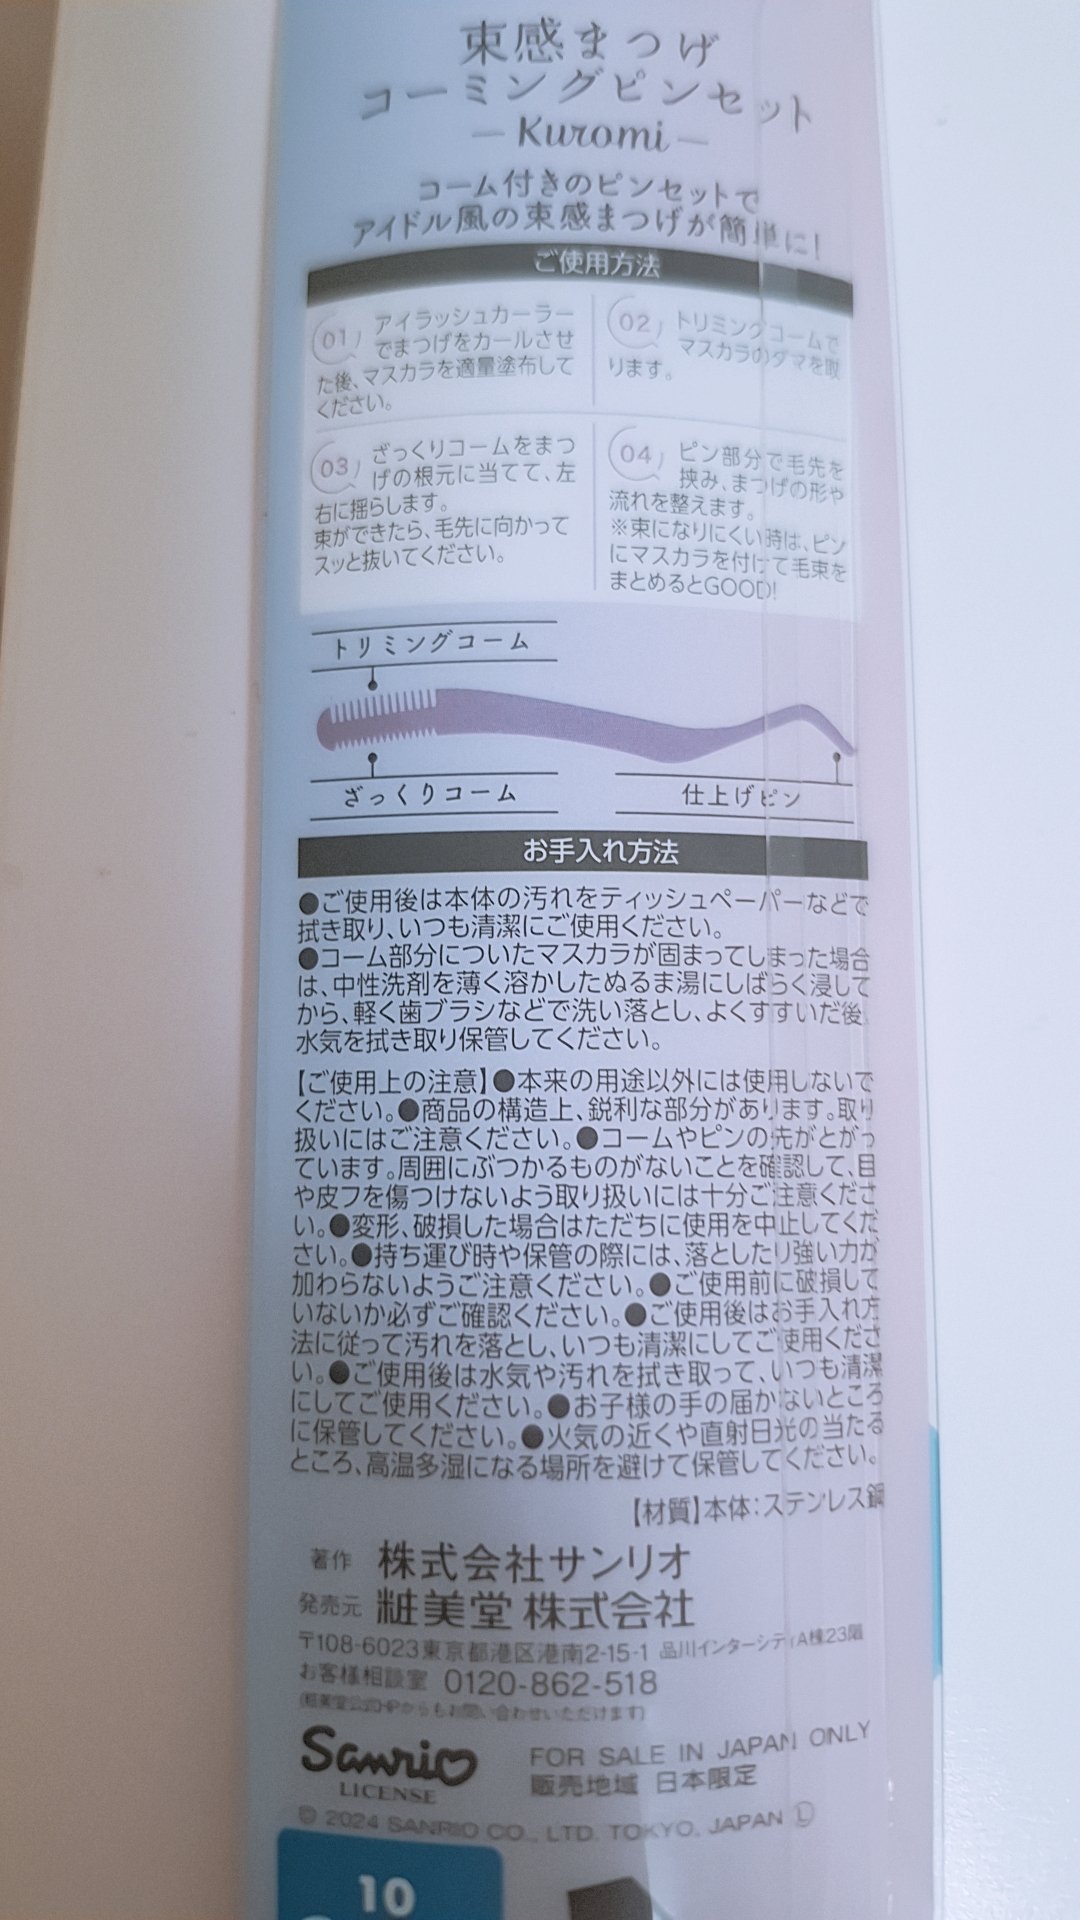 束感まつげ
コーミングピンセット
— Kuromi —
コーム付きのピンセットで
アイドル風の束感まつげが簡単に!
ご使用方法
01
アイラッシュカーラー
でまつげをカールさせ
た後、マスカラを適量塗布して
ください。
02
トリミングコームで
マスカラのダマを取
ります。
03
ざっくりコームをまつ
げの根元に当てて、左
右に揺らします。
束ができたら、毛先に向かって
スッと抜いてください。
04
ピン部分で毛先を
挟み、まつげの形や
流れを整えます。
※束になりにくい時は、ピン
にマスカラを付けて毛束を
まとめるとGOOD!
トリミングコーム
ざっくりコーム
仕上げピン
お手入れ方法
●ご使用後は本体の汚れをティッシュペーパーなどで
拭き取り、いつも清潔にご使用ください。
●コーム部分についたマスカラが固まってしまった場合
は、中性洗剤を薄く溶かしたぬるま湯にしばらく浸して
から、軽く歯ブラシなどで洗い落とし、よくすすいだ後、
水気を拭き取り保管してください。
【ご使用上の注意】●本来の用途以外には使用しないで
ください。●商品の構造上、鋭利な部分があります。取り
扱いにはご注意ください。●コームやピンの先がとがっ
ています。周囲にぶつかるものがないことを確認して、目
や皮フを傷つけないよう取り扱いには十分ご注意くださ
い。●変形、破損した場合はただちに使用を中止してくだ
さい。●持ち運び時や保管の際には、落としたり強い力が
加わらないようご注意ください。●ご使用前に破損して
いないか必ずご確認ください。●ご使用後はお手入れ方
法に従って汚れを落とし、いつも清潔にしてご使用くださ
い。●ご使用後は水気や汚れを拭き取って、いつも清潔
にしてご使用ください。●お子様の手の届かないところ
に保管してください。●火気の近くや直射日光の当たる
ところ、高温多湿になる場所を避けて保管してください。
【材質】本体:ステンレス鋼
著作 株式会社サンリオ
発売元 粧美堂 株式会社
〒108-6023東京都港区港南2-15-1 品川インターシティA棟23階
お客様相談室 0120-862-518
(粧美堂公式HPからもお問い合わせいただけます)
Sanrio
LICENSE
FOR SALE IN JAPAN ONLY
販売地域 日本限定
© 2024 SANRIO CO., LTD. TOKYO, JAPAN Ⓛ
10